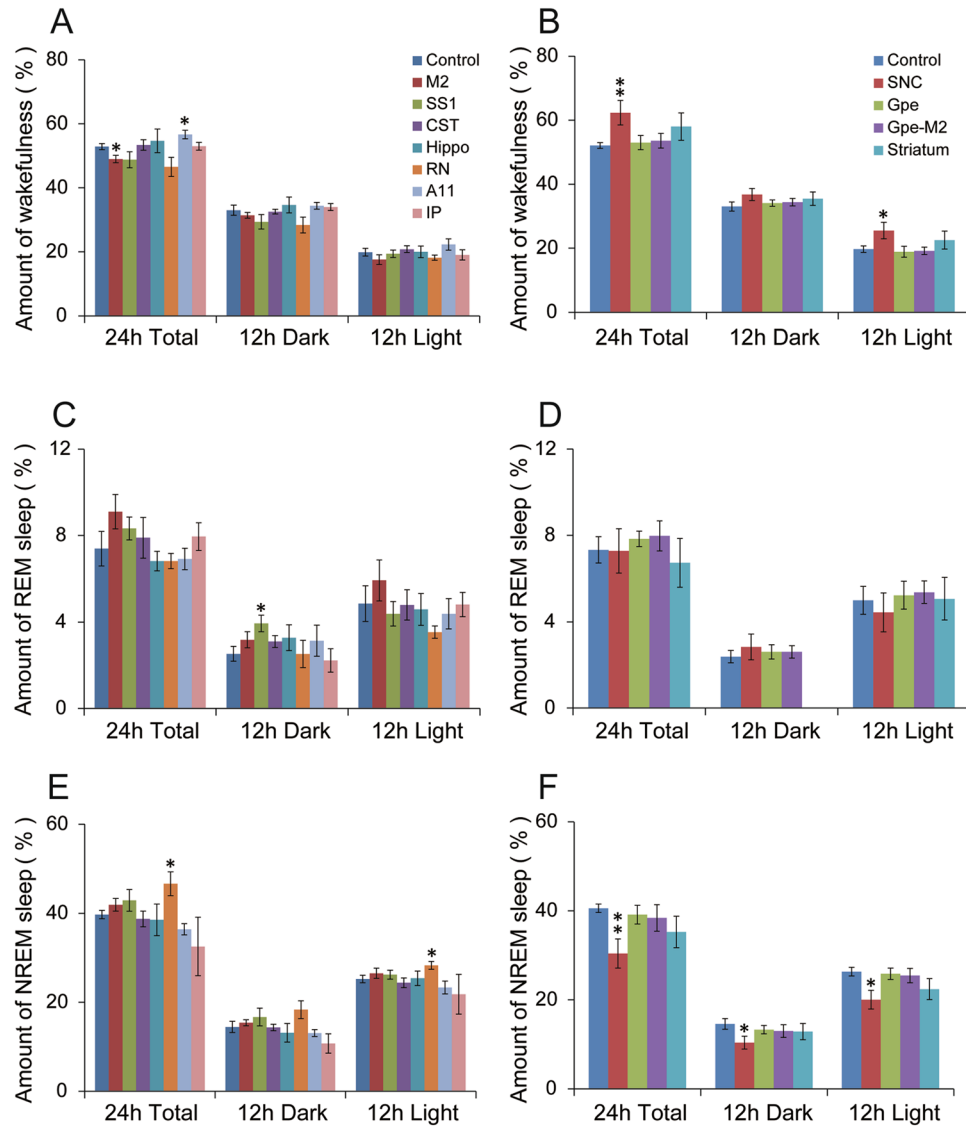 A
Amount of wakefulness ( % )
80
60
40
20
0
* *
Control
M2
SS1
CST
Hippo
RN
A11
IP
24h Total 12h Dark 12h Light
B
Amount of wakefulness ( % )
80
60
40
20
0
**
*
Control
SNC
Gpe
Gpe-M2
Striatum
24h Total 12h Dark 12h Light
C
Amount of REM sleep ( % )
12
8
4
0
*
24h Total 12h Dark 12h Light
D
Amount of REM sleep ( % )
12
8
4
0
24h Total 12h Dark 12h Light
E
Amount of NREM sleep ( % )
60
40
20
0
*
*
24h Total 12h Dark 12h Light
F
Amount of NREM sleep ( % )
60
40
20
0
**
*
*
24h Total 12h Dark 12h Light